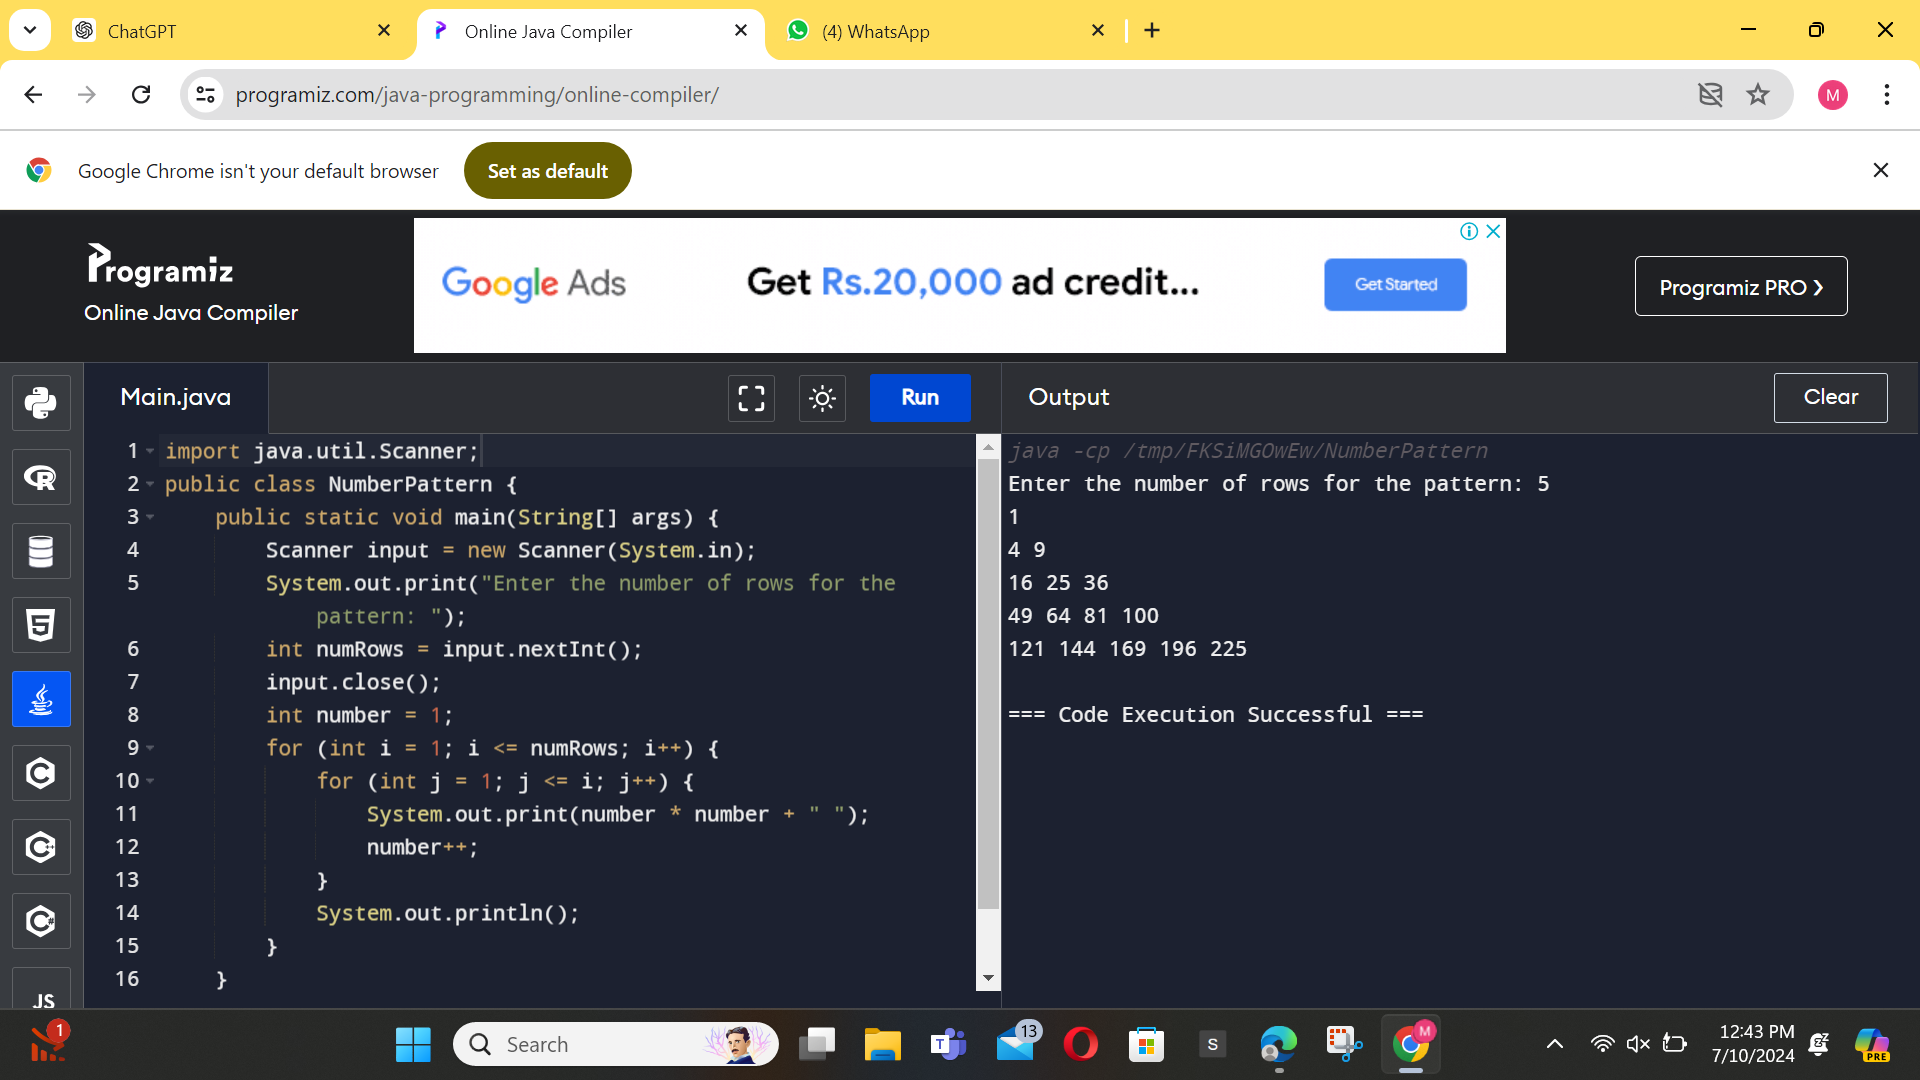 ChatGPT
Online Java Compiler
(4) WhatsApp
programiz.com/java-programming/online-compiler/
M
Google Chrome isn't your default browser
Set as default
Programiz
Online Java Compiler
Google Ads
Get Rs.20,000 ad credit...
Get Started
Programiz PRO ❯
Main.java
Run
Output
Clear
1 import java.util.Scanner;
2 public class NumberPattern {
3 public static void main(String[] args) {
4 Scanner input = new Scanner(System.in);
5 System.out.print("Enter the number of rows for the
pattern: ");
6 int numRows = input.nextInt();
7 input.close();
8 int number = 1;
9 for (int i = 1; i <= numRows; i++) {
10 for (int j = 1; j <= i; j++) {
11 System.out.print(number * number + " ");
12 number++;
13 }
14 System.out.println();
15 }
16 }
java -cp /tmp/FKSiMGOwEw/NumberPattern
Enter the number of rows for the pattern: 5
1
4 9
16 25 36
49 64 81 100
121 144 169 196 225
=== Code Execution Successful ===
R
5
C
C++
C#
JS
1
Search
T
13
S
M
12:43 PM
7/10/2024
PRE